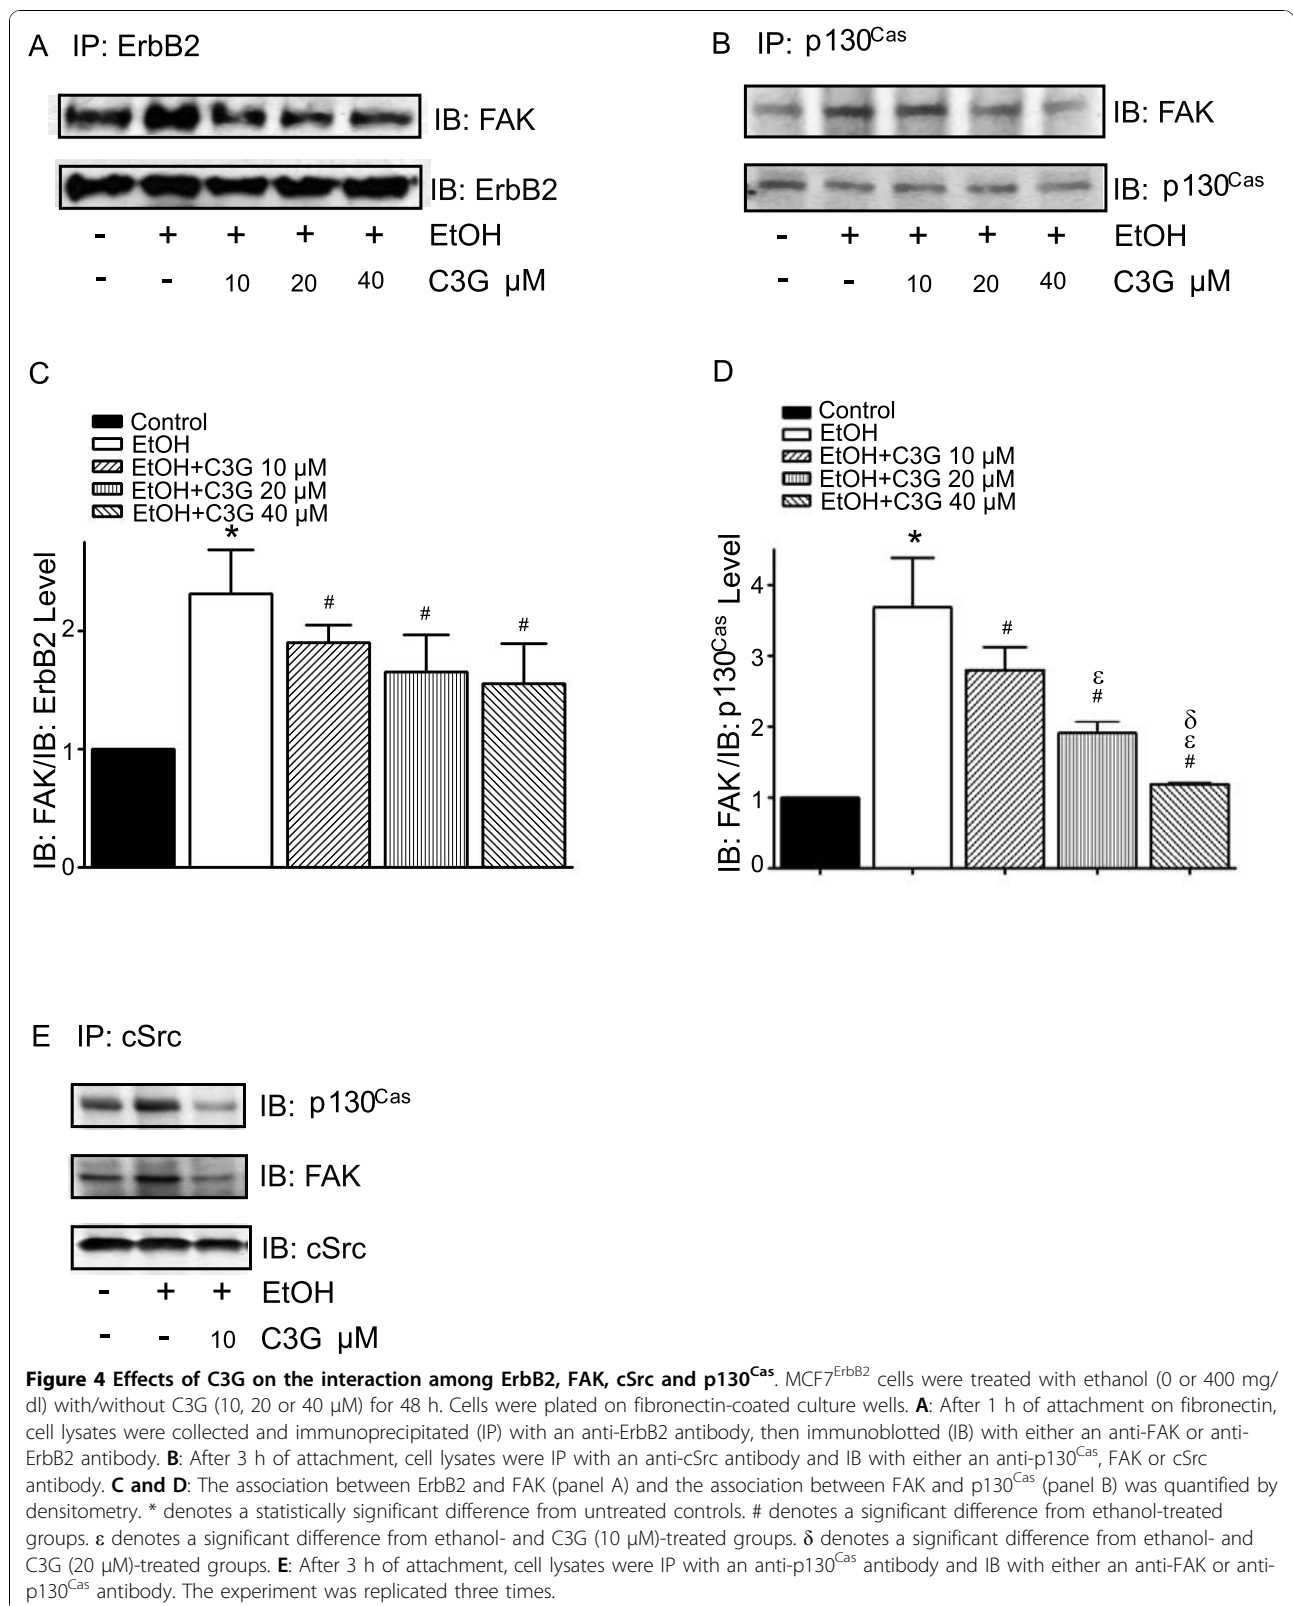 A IP: ErbB2
IB: FAK
IB: ErbB2
- + + + + EtOH
- - 10 20 40 C3G µM
B IP: p130Cas
IB: FAK
IB: p130Cas
- + + + + EtOH
- - 10 20 40 C3G µM
C
Control
EtOH
EtOH+C3G 10 µM
EtOH+C3G 20 µM
EtOH+C3G 40 µM
IB: FAK/IB: ErbB2 Level
2
1
0
*
#
#
#
D
Control
EtOH
EtOH+C3G 10 µM
EtOH+C3G 20 µM
EtOH+C3G 40 µM
IB: FAK /IB: p130Cas Level
4
3
2
1
0
*
#
ε
#
δ
ε
#
E IP: cSrc
IB: p130Cas
IB: FAK
IB: cSrc
- + + EtOH
- - 10 C3G µM
Figure 4 Effects of C3G on the interaction among ErbB2, FAK, cSrc and p130Cas. MCF7ErbB2 cells were treated with ethanol (0 or 400 mg/
dl) with/without C3G (10, 20 or 40 µM) for 48 h. Cells were plated on fibronectin-coated culture wells. A: After 1 h of attachment on fibronectin,
cell lysates were collected and immunoprecipitated (IP) with an anti-ErbB2 antibody, then immunoblotted (IB) with either an anti-FAK or anti-
ErbB2 antibody. B: After 3 h of attachment, cell lysates were IP with an anti-cSrc antibody and IB with either an anti-p130Cas, FAK or cSrc
antibody. C and D: The association between ErbB2 and FAK (panel A) and the association between FAK and p130Cas (panel B) was quantified by
densitometry. * denotes a statistically significant difference from untreated controls. # denotes a significant difference from ethanol-treated
groups. ε denotes a significant difference from ethanol- and C3G (10 µM)-treated groups. δ denotes a significant difference from ethanol- and
C3G (20 µM)-treated groups. E: After 3 h of attachment, cell lysates were IP with an anti-p130Cas antibody and IB with either an anti-FAK or anti-
p130Cas antibody. The experiment was replicated three times.